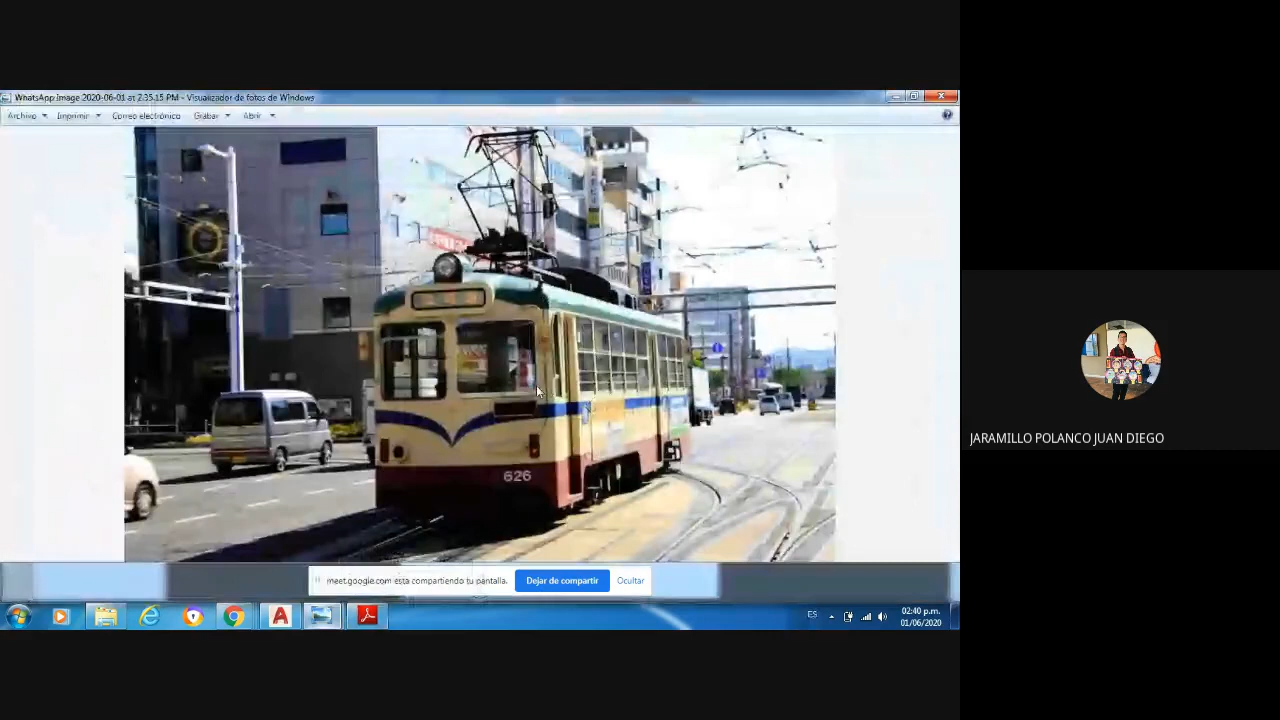 WhatsApp Image 2020-06-01 at 2.35.15 PM - Visualizador de fotos de Windows
Archivo Imprimir Correo electrónico Grabar Abrir
626
JARAMILLO POLANCO JUAN DIEGO
meet.google.com está compartiendo tu pantalla. Dejar de compartir Ocultar
ES 02:40 p.m.
01/06/2020